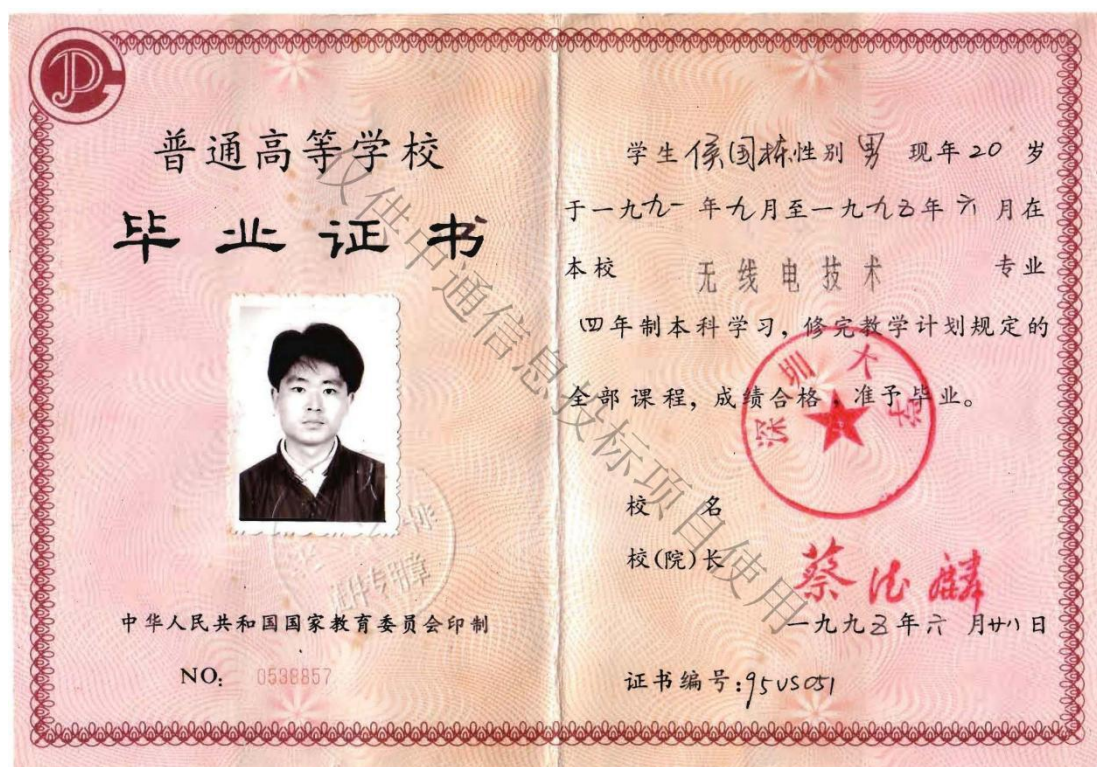 普通高等学校
毕业证书
中华人民共和国国家教育委员会印制
NO: 0538857
学生 侯国栋 性别 男 现年20 岁
于一九九一年九月至一九九五年六月在
本校 无线电技术 专业
四年制本科学习，修完教学计划规定的
全部课程，成绩合格，准予毕业。
深圳大学
校 名
校(院)长 蔡德麟
一九九五年六月廿八日
证书编号:95US051
仅供中通信息投标项目使用